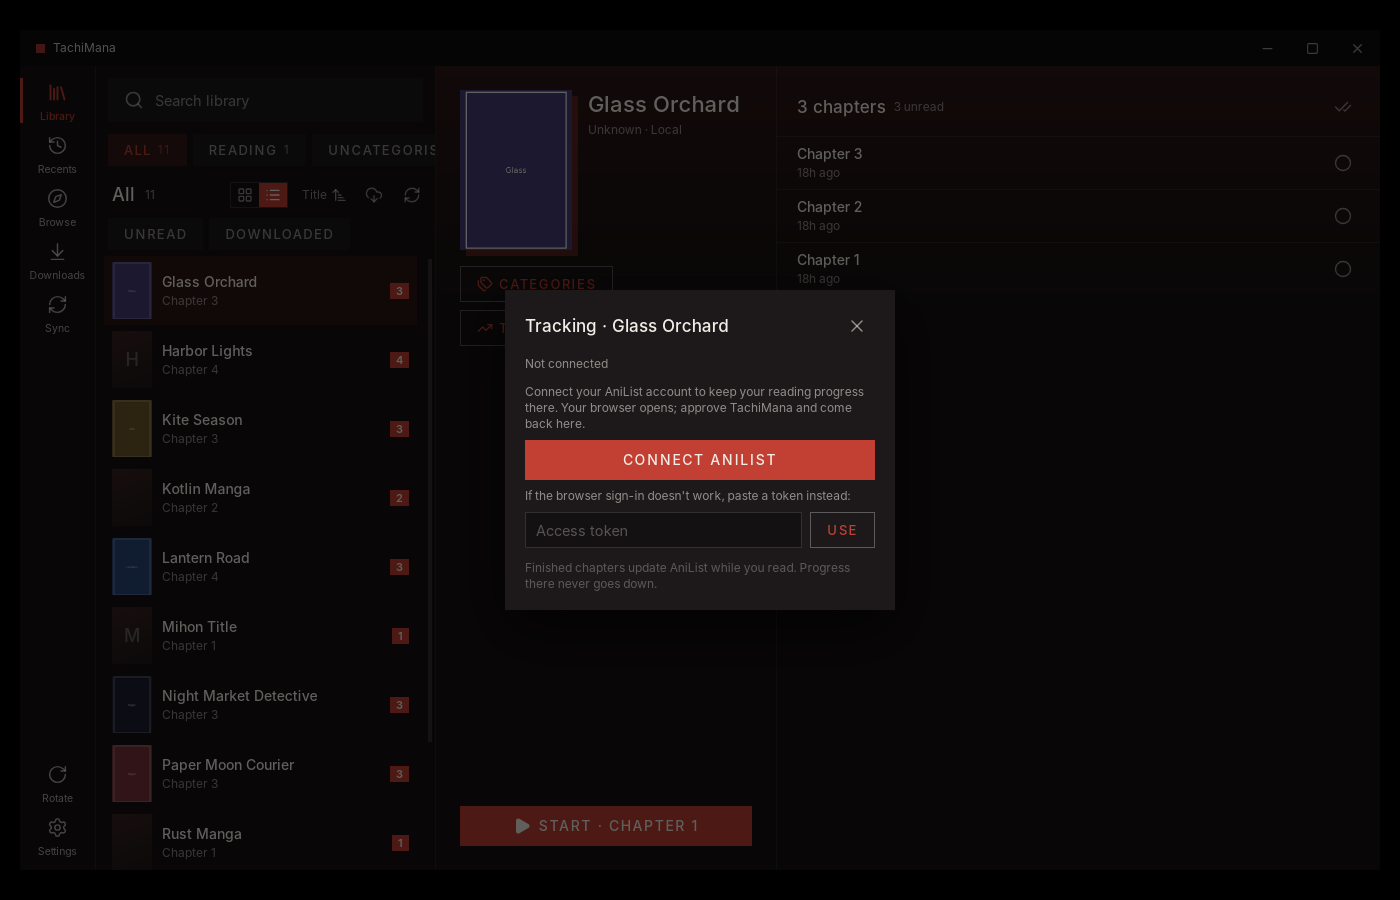 TachiMana
Library
Recents
Browse
Downloads
Sync
Rotate
Settings
Search library
ALL 11
READING 1
UNCATEGORIS
All 11
Title
UNREAD
DOWNLOADED
Glass Orchard
Chapter 3
3
H
Harbor Lights
Chapter 4
4
Kite Season
Chapter 3
3
Kotlin Manga
Chapter 2
2
Lantern Road
Chapter 4
3
M
Mihon Title
Chapter 1
1
Night Market Detective
Chapter 3
3
Paper Moon Courier
Chapter 3
3
Rust Manga
Chapter 1
1
Glass
Glass Orchard
Unknown · Local
CATEGORIES
T
START · CHAPTER 1
3 chapters 3 unread
Chapter 3
18h ago
Chapter 2
18h ago
Chapter 1
18h ago
Tracking · Glass Orchard
Not connected
Connect your AniList account to keep your reading progress
there. Your browser opens; approve TachiMana and come
back here.
CONNECT ANILIST
If the browser sign-in doesn't work, paste a token instead:
Access token
USE
Finished chapters update AniList while you read. Progress
there never goes down.